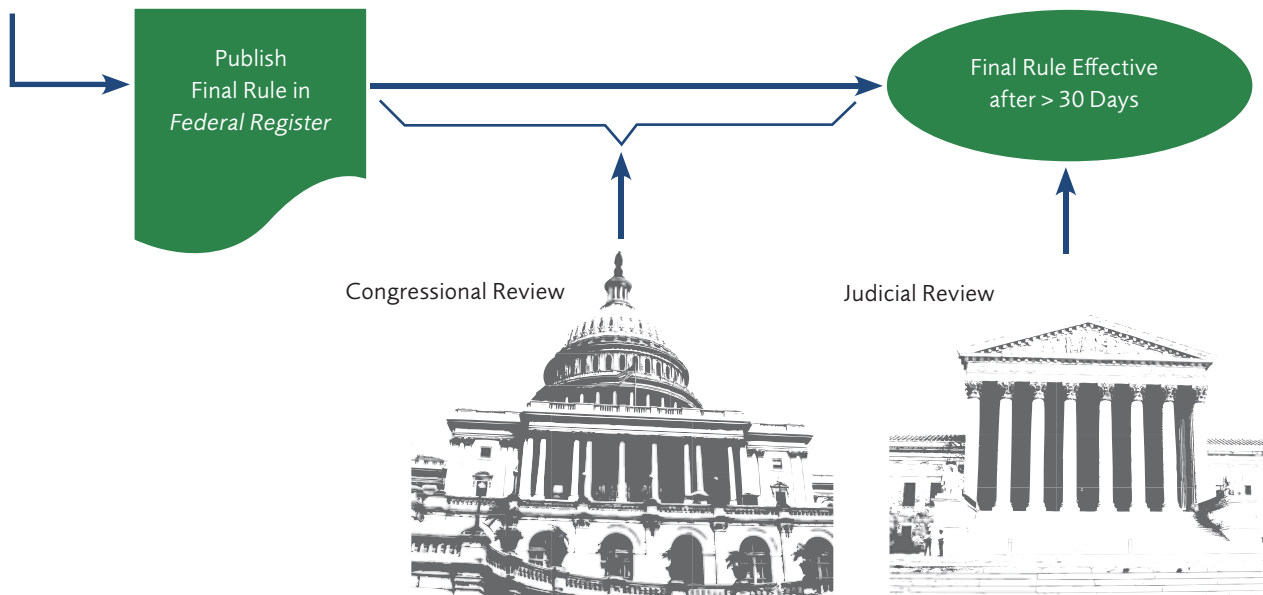 Publish
Final Rule in
Federal Register
Final Rule Effective
after > 30 Days
Congressional Review
Judicial Review